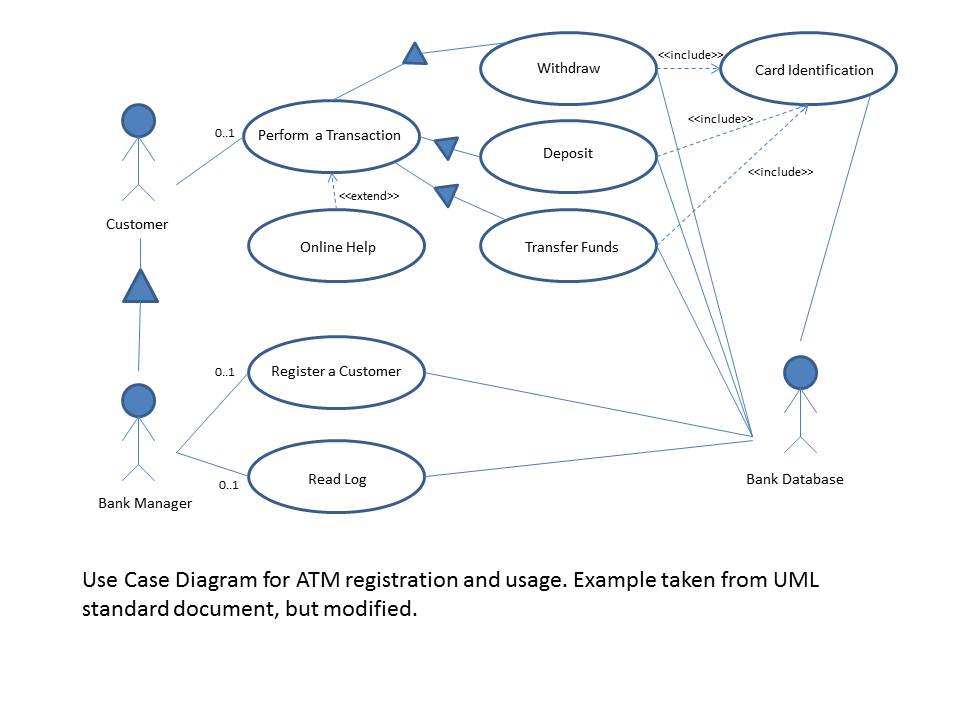 Withdraw
<<include>>
Card Identification
0..1
Perform a Transaction
<<include>>
Deposit
<<include>>
<<extend>>
Customer
Online Help
Transfer Funds
0..1
Register a Customer
Read Log
0..1
Bank Manager
Bank Database
Use Case Diagram for ATM registration and usage. Example taken from UML
standard document, but modified.